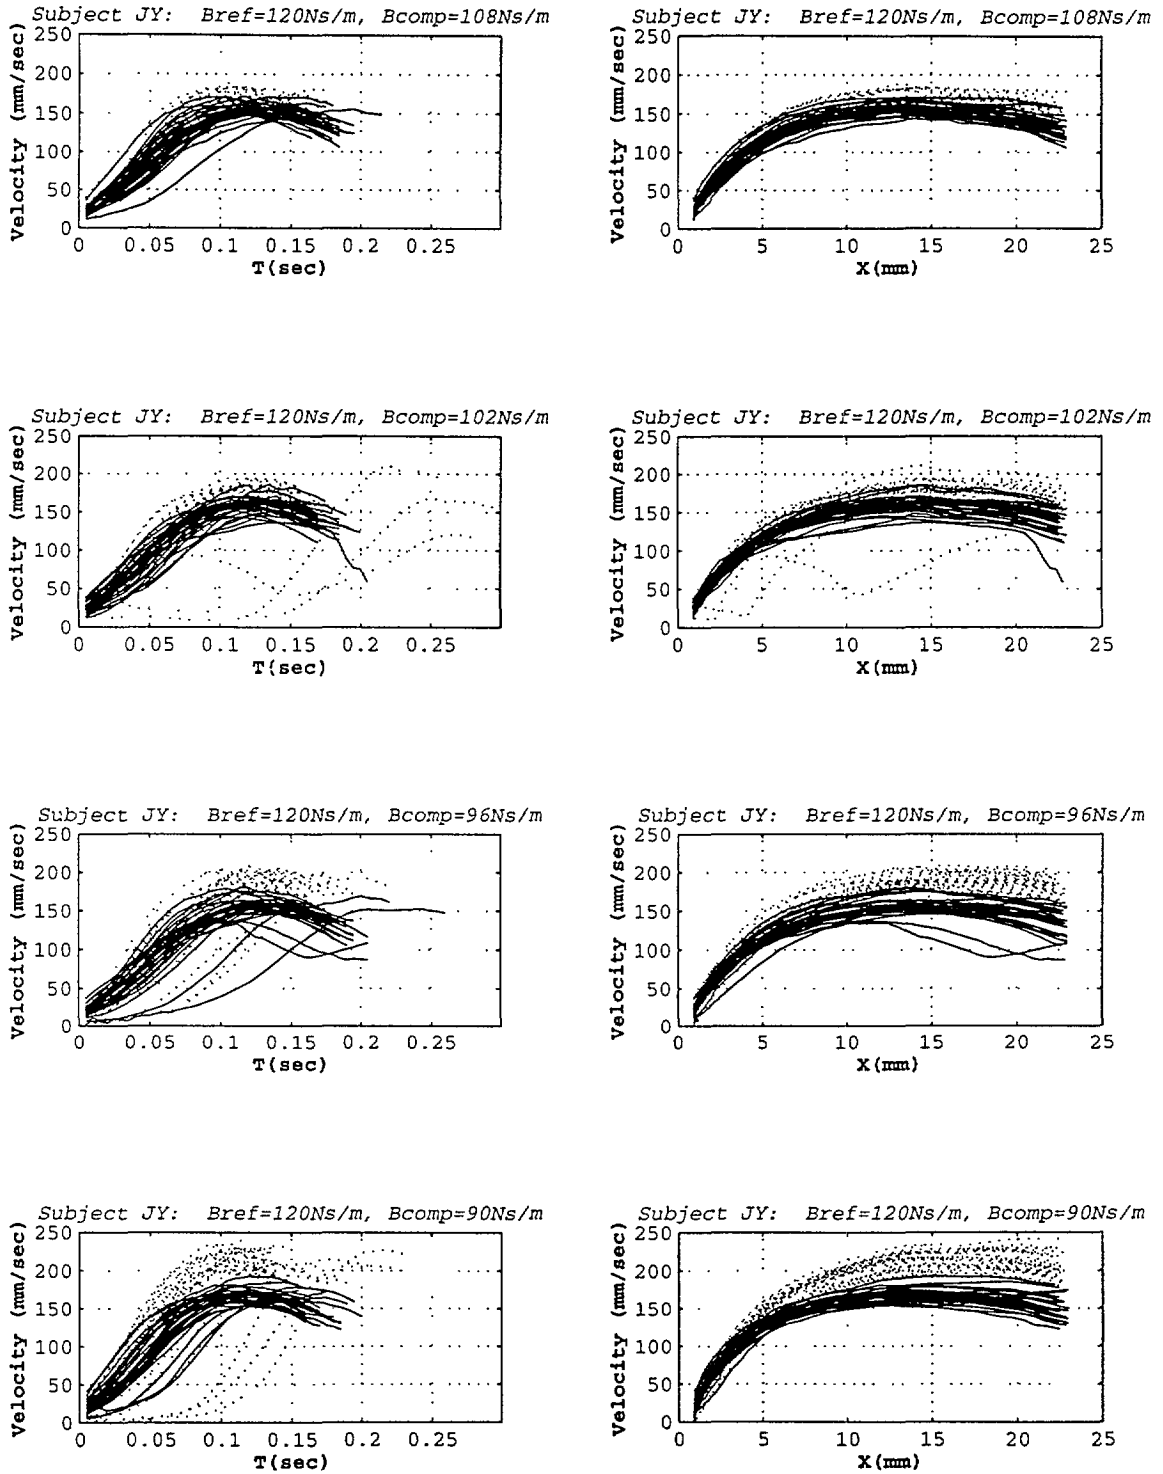 Subject JY: Bref=120Ns/m, Bcomp=108Ns/m
Velocity (mm/sec)
250
200
150
100
50
0
0 0.05 0.1 0.15 0.2 0.25
T(sec)
Subject JY: Bref=120Ns/m, Bcomp=108Ns/m
Velocity (mm/sec)
250
200
150
100
50
0
0 5 10 15 20 25
X(mm)
Subject JY: Bref=120Ns/m, Bcomp=102Ns/m
Velocity (mm/sec)
250
200
150
100
50
0
0 0.05 0.1 0.15 0.2 0.25
T(sec)
Subject JY: Bref=120Ns/m, Bcomp=102Ns/m
Velocity (mm/sec)
250
200
150
100
50
0
0 5 10 15 20 25
X(mm)
Subject JY: Bref=120Ns/m, Bcomp=96Ns/m
Velocity (mm/sec)
250
200
150
100
50
0
0 0.05 0.1 0.15 0.2 0.25
T(sec)
Subject JY: Bref=120Ns/m, Bcomp=96Ns/m
Velocity (mm/sec)
250
200
150
100
50
0
0 5 10 15 20 25
X(mm)
Subject JY: Bref=120Ns/m, Bcomp=90Ns/m
Velocity (mm/sec)
250
200
150
100
50
0
0 0.05 0.1 0.15 0.2 0.25
T(sec)
Subject JY: Bref=120Ns/m, Bcomp=90Ns/m
Velocity (mm/sec)
250
200
150
100
50
0
0 5 10 15 20 25
X(mm)